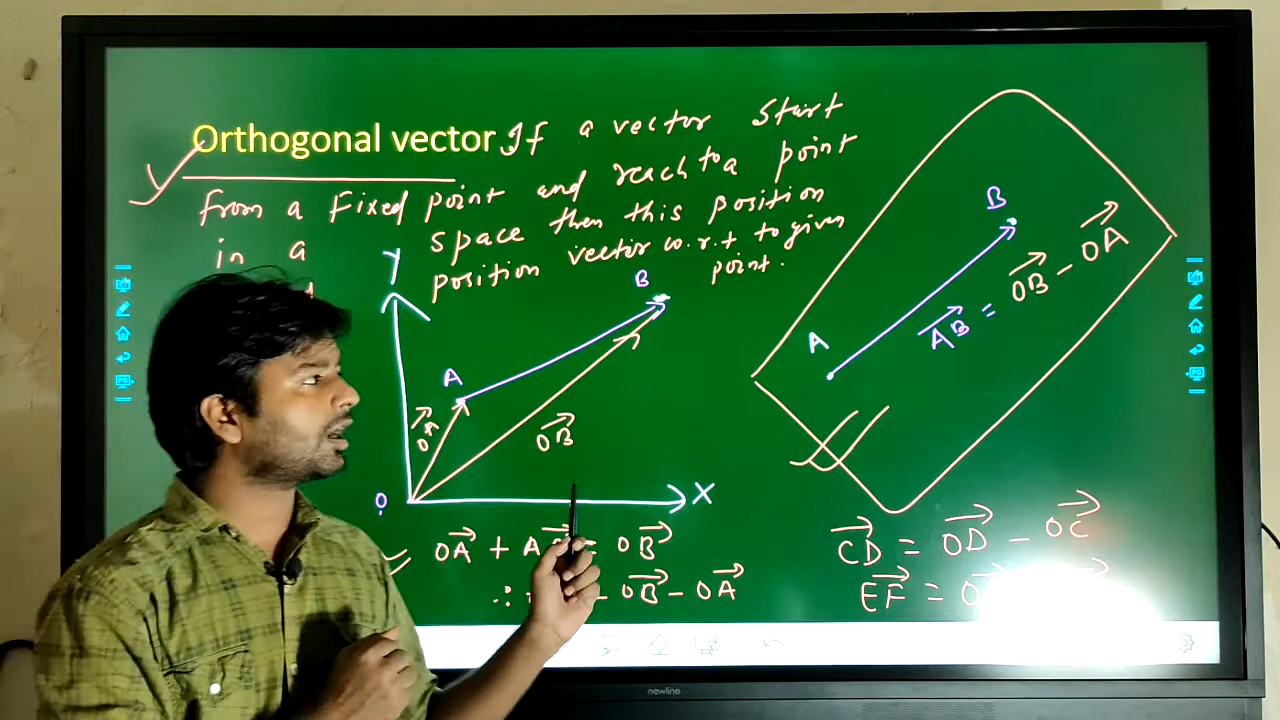 Orthogonal vector If a vector start
from a fixed point and reach to a point
in a space then this position
position vector w.r.t to given
point.
Y
B
A
OA
OB
O
X
OA + A = OB
∴ - OB - OA
B
A
AB = OB - OA
CD = OD - OC
EF = O
newline